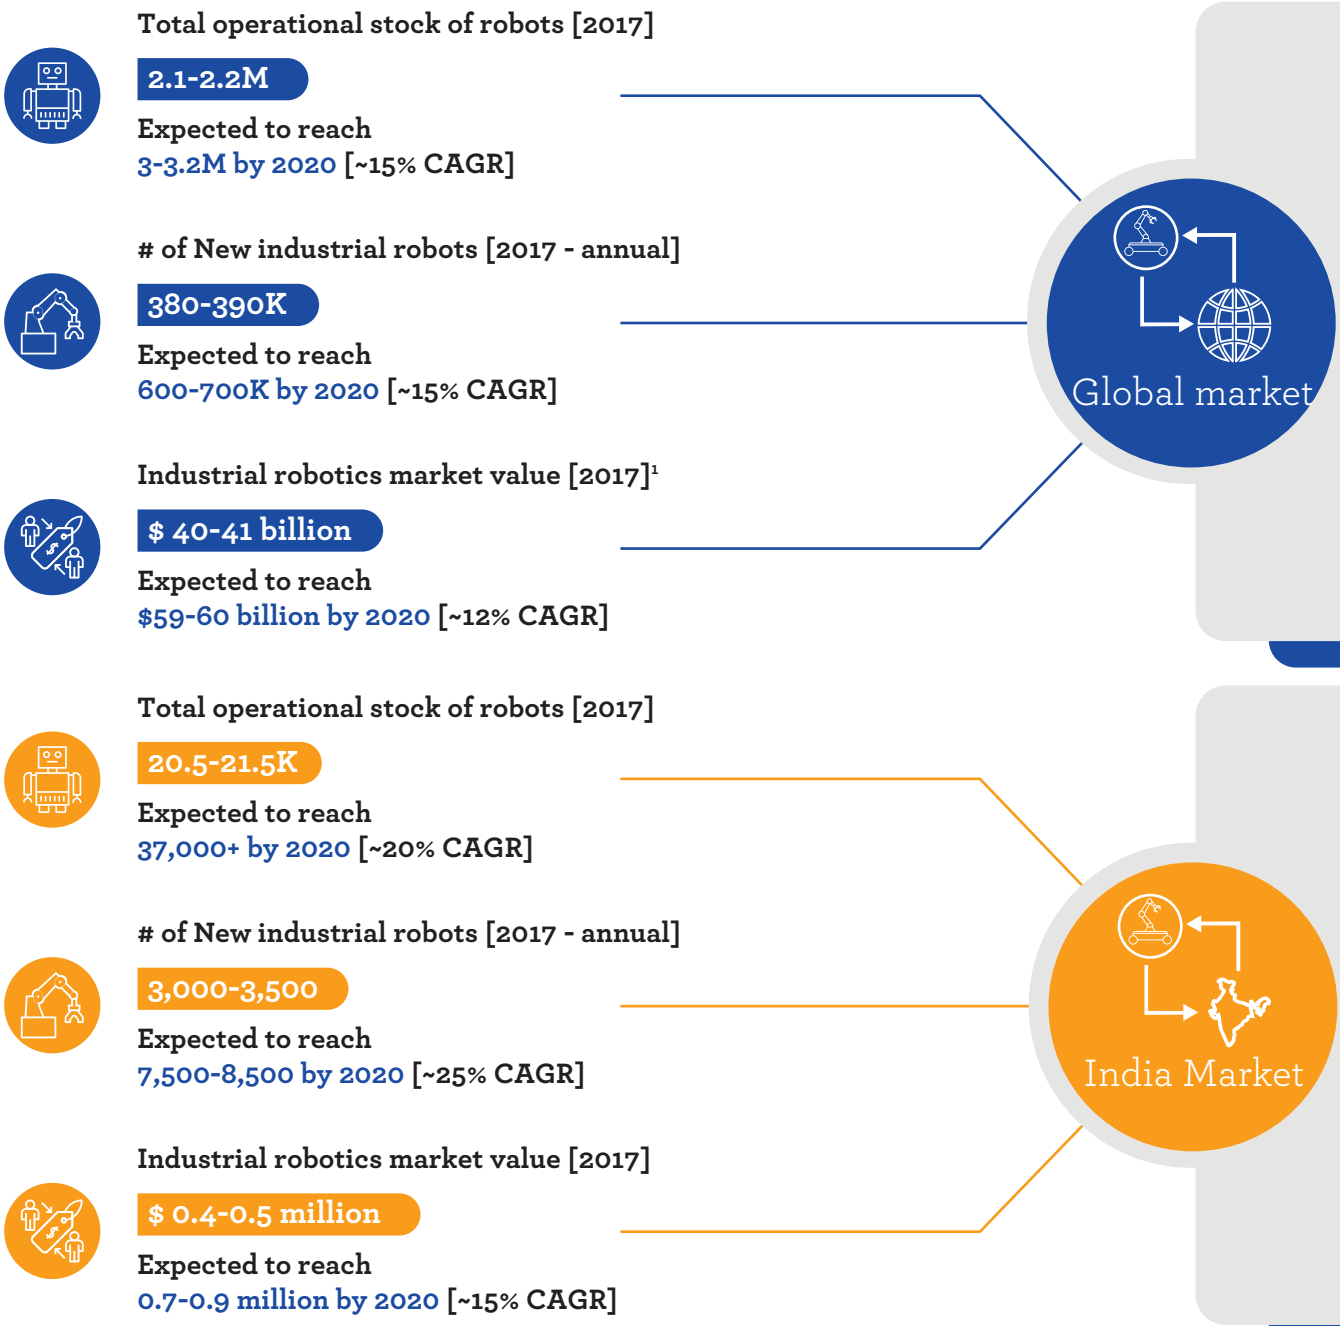 Total operational stock of robots [2017]
2.1-2.2M
Expected to reach
3-3.2M by 2020 [~15% CAGR]
# of New industrial robots [2017 - annual]
380-390K
Expected to reach
600-700K by 2020 [~15% CAGR]
Industrial robotics market value [2017]¹
$ 40-41 billion
Expected to reach
$59-60 billion by 2020 [~12% CAGR]
Global market
Total operational stock of robots [2017]
20.5-21.5K
Expected to reach
37,000+ by 2020 [~20% CAGR]
# of New industrial robots [2017 - annual]
3,000-3,500
Expected to reach
7,500-8,500 by 2020 [~25% CAGR]
Industrial robotics market value [2017]
$ 0.4-0.5 million
Expected to reach
0.7-0.9 million by 2020 [~15% CAGR]
India Market